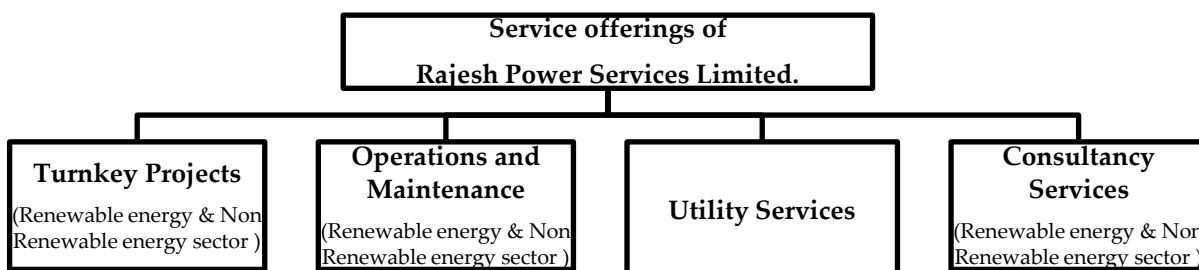 Service offerings of
Rajesh Power Services Limited.
Turnkey Projects
(Renewable energy & Non
Renewable energy sector )
Operations and
Maintenance
(Renewable energy & Non
Renewable energy sector )
Utility Services
Consultancy
Services
(Renewable energy & Non
Renewable energy sector )